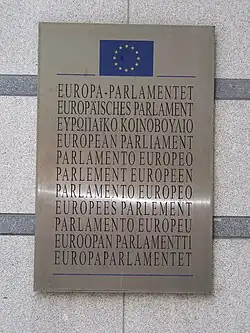 EUROPA-PARLAMENTET
EUROPÄISCHES PARLAMENT
ΕΥΡΩΠΑΪΚΟ ΚΟΙΝΟΒΟΥΛΙΟ
EUROPEAN PARLIAMENT
PARLAMENTO EUROPEO
PARLEMENT EUROPEEN
PARLAMENTO EUROPEO
EUROPEES PARLEMENT
PARLAMENTO EUROPEU
EUROOPAN PARLAMENTTI
EUROPAPARLAMENTET